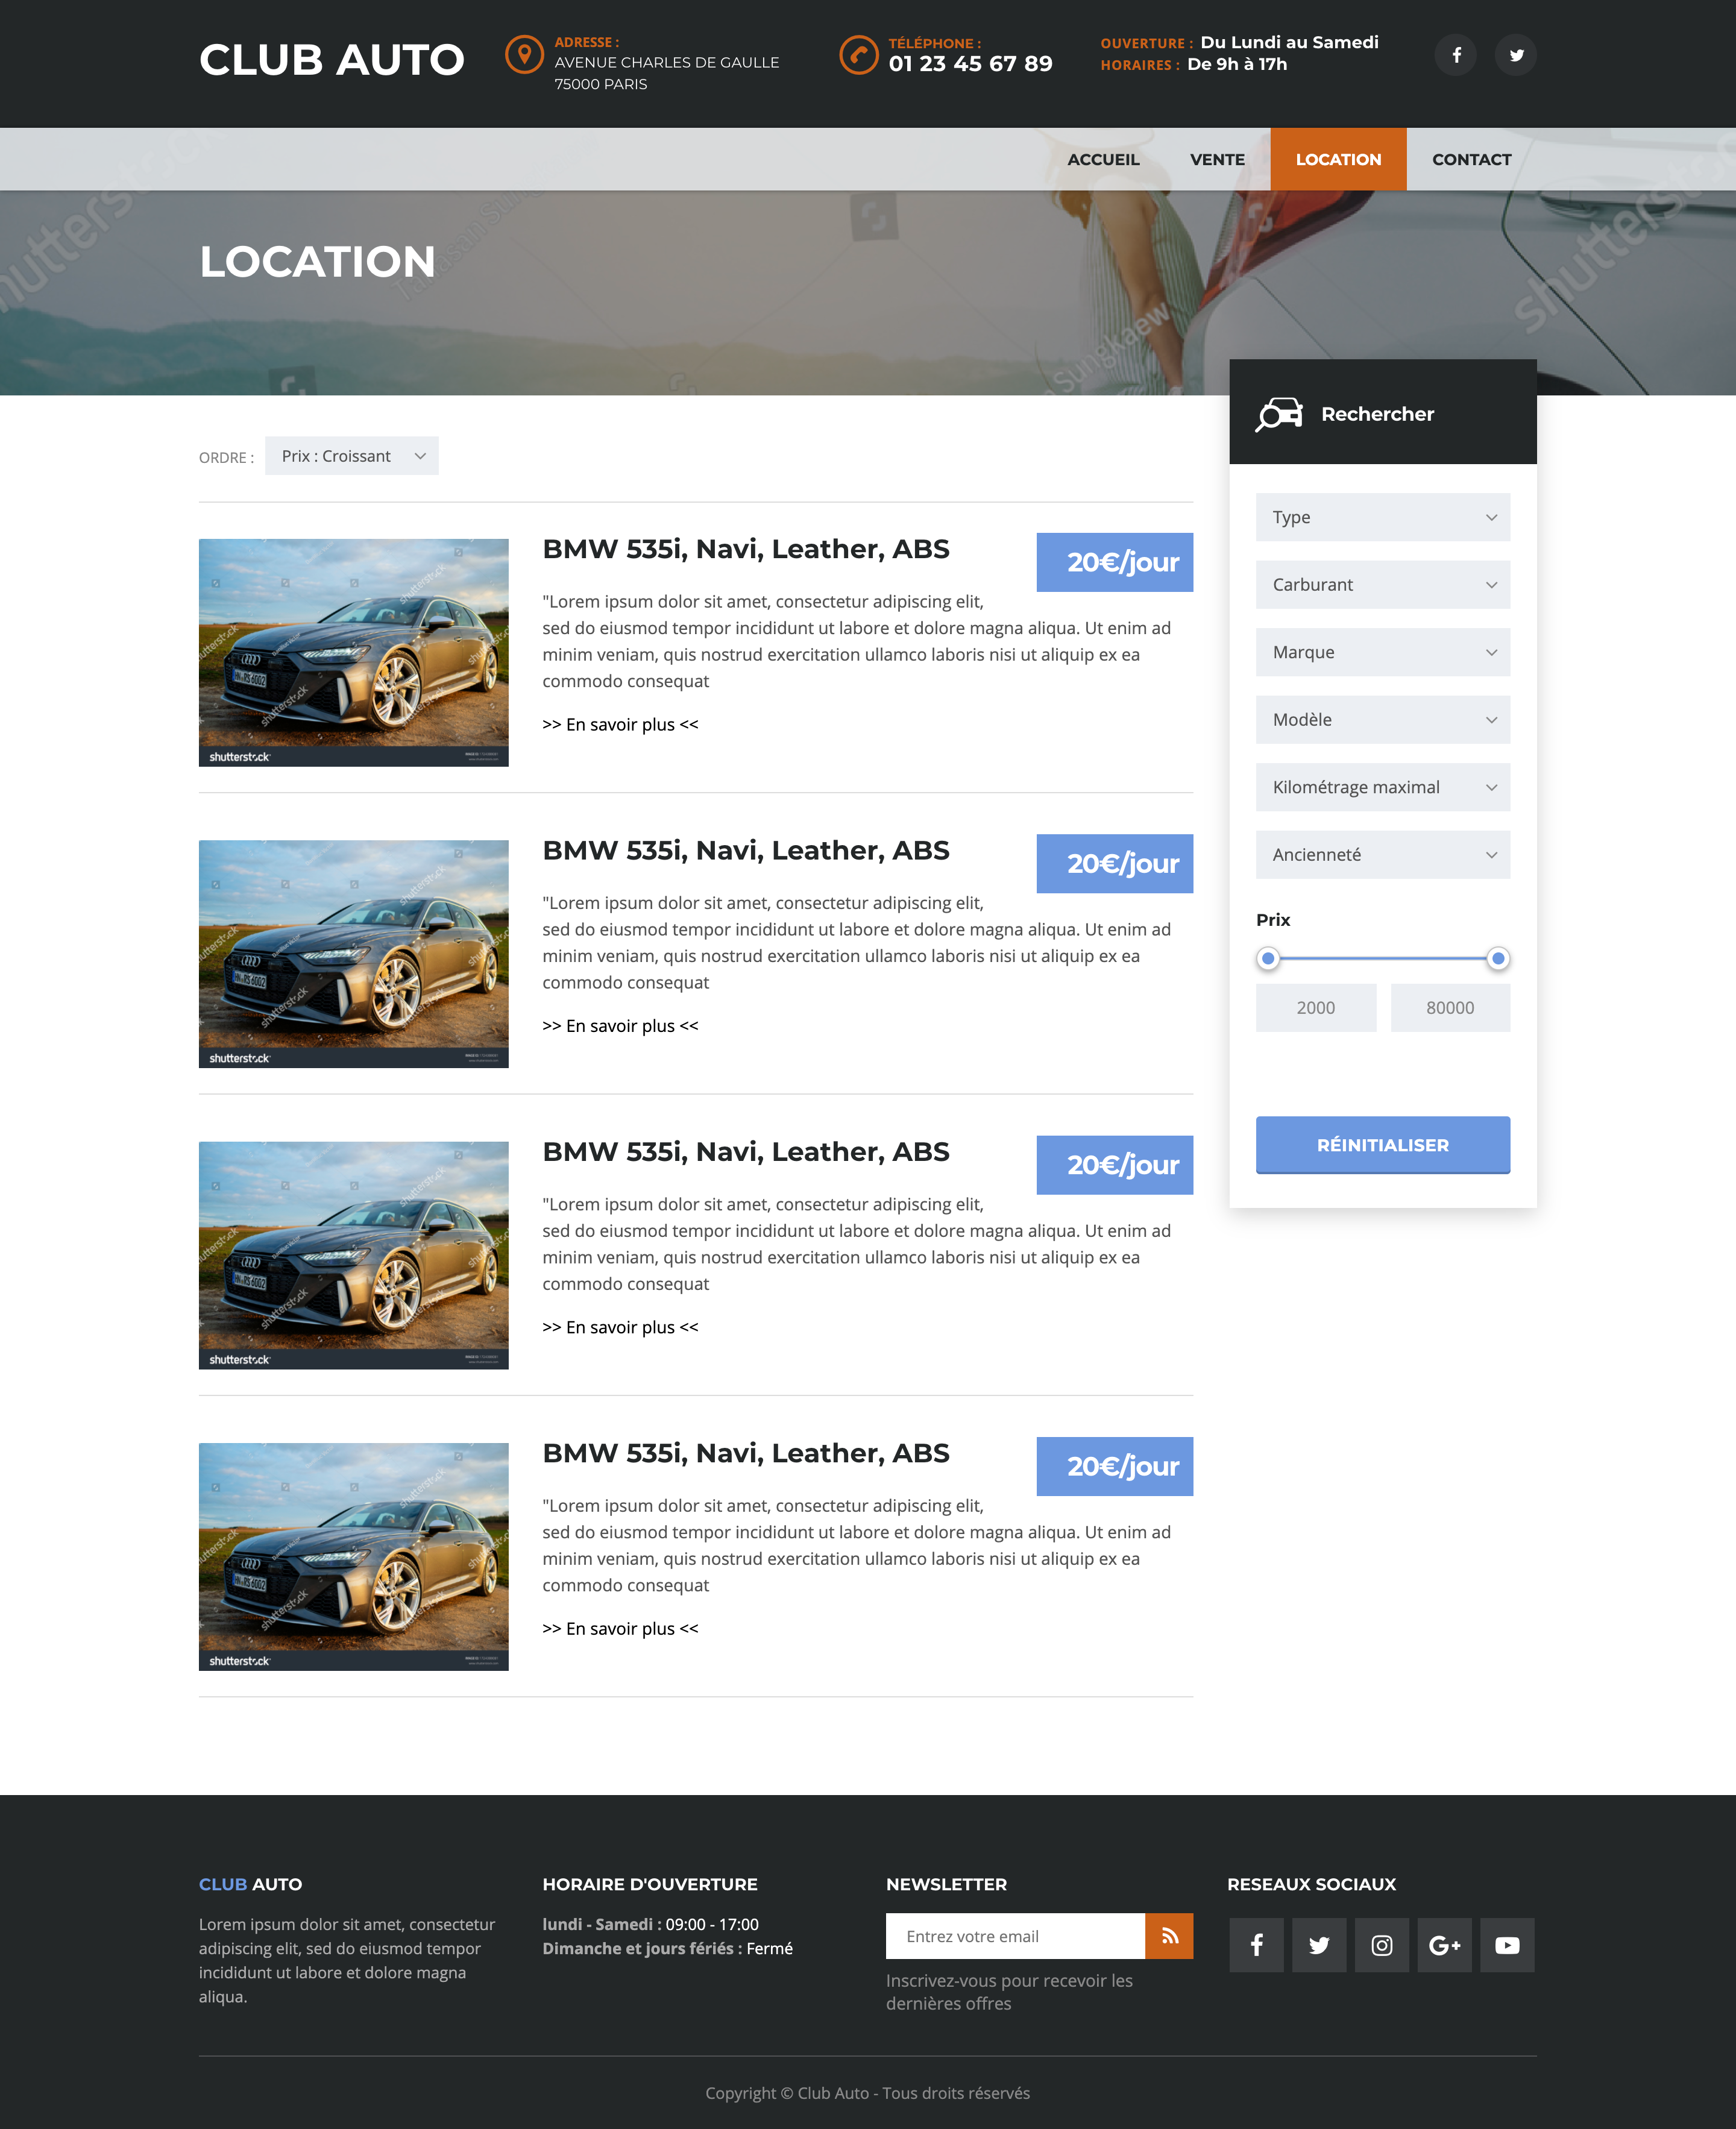 CLUB AUTO
ADRESSE :
AVENUE CHARLES DE GAULLE
75000 PARIS
TÉLÉPHONE :
01 23 45 67 89
OUVERTURE : Du Lundi au Samedi
HORAIRES : De 9h à 17h
ACCUEIL
VENTE
LOCATION
CONTACT
shutterstock
shutterstock
Sungkaew
LOCATION
ORDRE :
Prix : Croissant
BMW 535i, Navi, Leather, ABS
20€/jour
"Lorem ipsum dolor sit amet, consectetur adipiscing elit,
sed do eiusmod tempor incididunt ut labore et dolore magna aliqua. Ut enim ad
minim veniam, quis nostrud exercitation ullamco laboris nisi ut aliquip ex ea
commodo consequat
>> En savoir plus <<
shutterstock
BMW 535i, Navi, Leather, ABS
20€/jour
"Lorem ipsum dolor sit amet, consectetur adipiscing elit,
sed do eiusmod tempor incididunt ut labore et dolore magna aliqua. Ut enim ad
minim veniam, quis nostrud exercitation ullamco laboris nisi ut aliquip ex ea
commodo consequat
>> En savoir plus <<
shutterstock
BMW 535i, Navi, Leather, ABS
20€/jour
"Lorem ipsum dolor sit amet, consectetur adipiscing elit,
sed do eiusmod tempor incididunt ut labore et dolore magna aliqua. Ut enim ad
minim veniam, quis nostrud exercitation ullamco laboris nisi ut aliquip ex ea
commodo consequat
>> En savoir plus <<
shutterstock
BMW 535i, Navi, Leather, ABS
20€/jour
"Lorem ipsum dolor sit amet, consectetur adipiscing elit,
sed do eiusmod tempor incididunt ut labore et dolore magna aliqua. Ut enim ad
minim veniam, quis nostrud exercitation ullamco laboris nisi ut aliquip ex ea
commodo consequat
>> En savoir plus <<
shutterstock
Rechercher
Type
Carburant
Marque
Modèle
Kilométrage maximal
Ancienneté
Prix
2000
80000
RÉINITIALISER
CLUB AUTO
Lorem ipsum dolor sit amet, consectetur
adipiscing elit, sed do eiusmod tempor
incididunt ut labore et dolore magna
aliqua.
HORAIRE D'OUVERTURE
lundi - Samedi : 09:00 - 17:00
Dimanche et jours fériés : Fermé
NEWSLETTER
Entrez votre email
Inscrivez-vous pour recevoir les
dernières offres
RESEAUX SOCIAUX
Copyright © Club Auto - Tous droits réservés